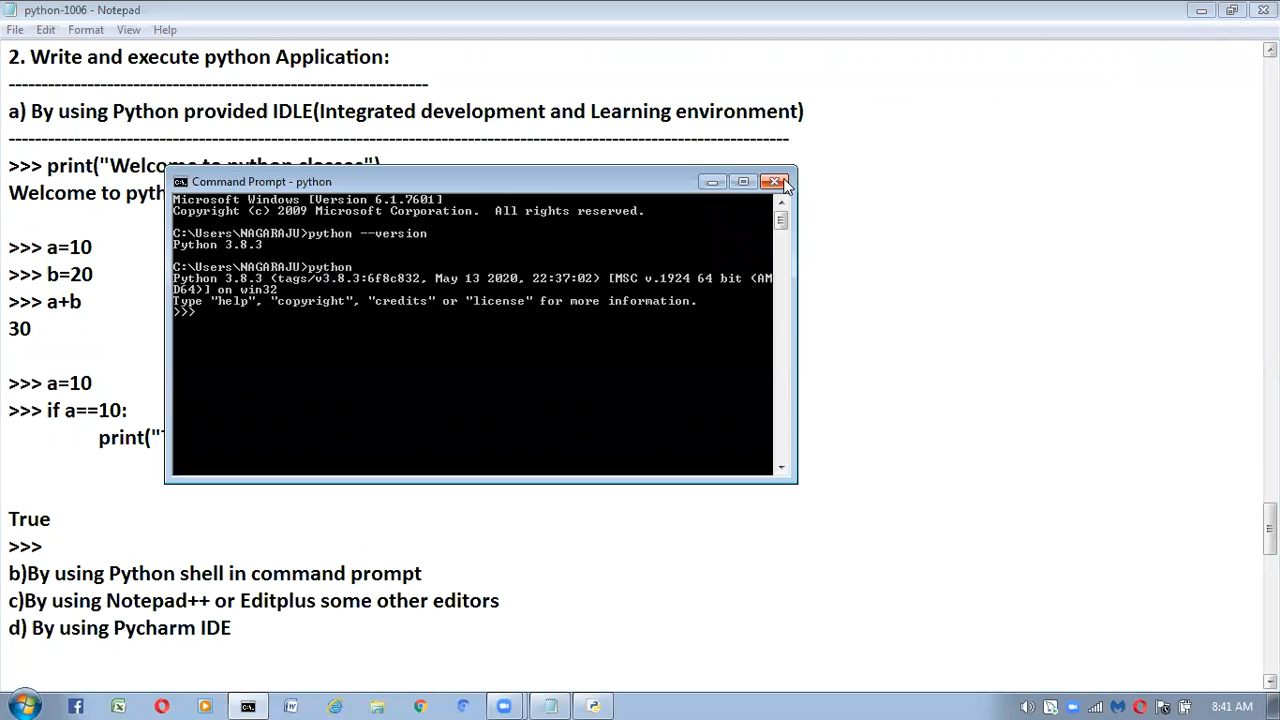 python-1006 - Notepad
File Edit Format View Help
2. Write and execute python Application:
----------------------------------------------------------------
a) By using Python provided IDLE(Integrated development and Learning environment)
------------------------------------------------------------------------------------------------------------------------
>>> print("Welcome to python classes")
Welcome to pyth
>>> a=10
>>> b=20
>>> a+b
30
>>> a=10
>>> if a==10:
print("T
True
>>>
b)By using Python shell in command prompt
c)By using Notepad++ or Editplus some other editors
d) By using Pycharm IDE
Command Prompt - python
Microsoft Windows [Version 6.1.7601]
Copyright (c) 2009 Microsoft Corporation. All rights reserved.
C:\Users\NAGARAJU>python --version
Python 3.8.3
C:\Users\NAGARAJU>python
Python 3.8.3 (tags/v3.8.3:6f8c832, May 13 2020, 22:37:02) [MSC v.1924 64 bit (AM
D64)] on win32
Type "help", "copyright", "credits" or "license" for more information.
>>>
8:41 AM